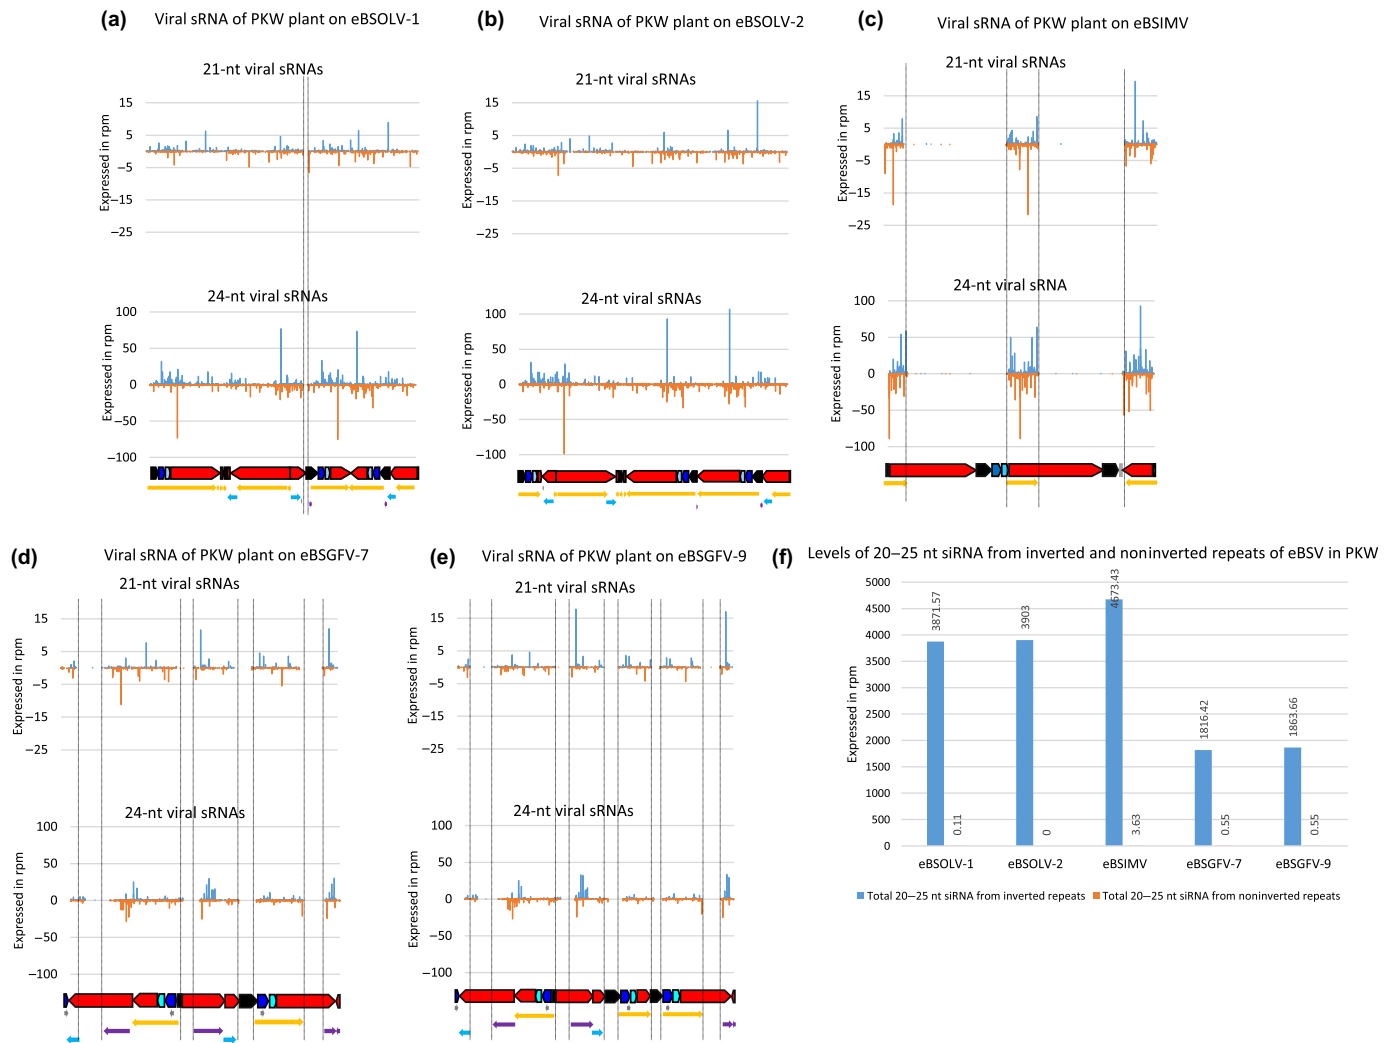 (a) Viral sRNA of PKW plant on eBSOLV-1
21-nt viral sRNAs
Expressed in rpm
15
5
−5
−15
−25
24-nt viral sRNAs
Expressed in rpm
100
50
0
−50
−100
(b) Viral sRNA of PKW plant on eBSOLV-2
21-nt viral sRNAs
Expressed in rpm
15
5
−5
−15
−25
24-nt viral sRNAs
Expressed in rpm
100
50
0
−50
−100
(c) Viral sRNA of PKW plant on eBSIMV
21-nt viral sRNAs
Expressed in rpm
15
5
−5
−15
−25
24-nt viral sRNA
Expressed in rpm
100
50
0
−50
−100
(d) Viral sRNA of PKW plant on eBSGFV-7
21-nt viral sRNAs
Expressed in rpm
15
5
−5
−15
−25
24-nt viral sRNAs
Expressed in rpm
100
50
0
−50
−100
(e) Viral sRNA of PKW plant on eBSGFV-9
21-nt viral sRNAs
Expressed in rpm
15
5
−5
−15
−25
24-nt viral sRNAs
Expressed in rpm
100
50
0
−50
−100
(f) Levels of 20–25 nt siRNA from inverted and noninverted repeats of eBSV in PKW
Expressed in rpm
5000
4500
4000
3500
3000
2500
2000
1500
1000
500
0
3871.57
0.11
3903
0
4673.43
3.63
1816.42
0.55
1863.66
0.55
eBSOLV-1 eBSOLV-2 eBSIMV eBSGFV-7 eBSGFV-9
Total 20–25 nt siRNA from inverted repeats Total 20–25 nt siRNA from noninverted repeats